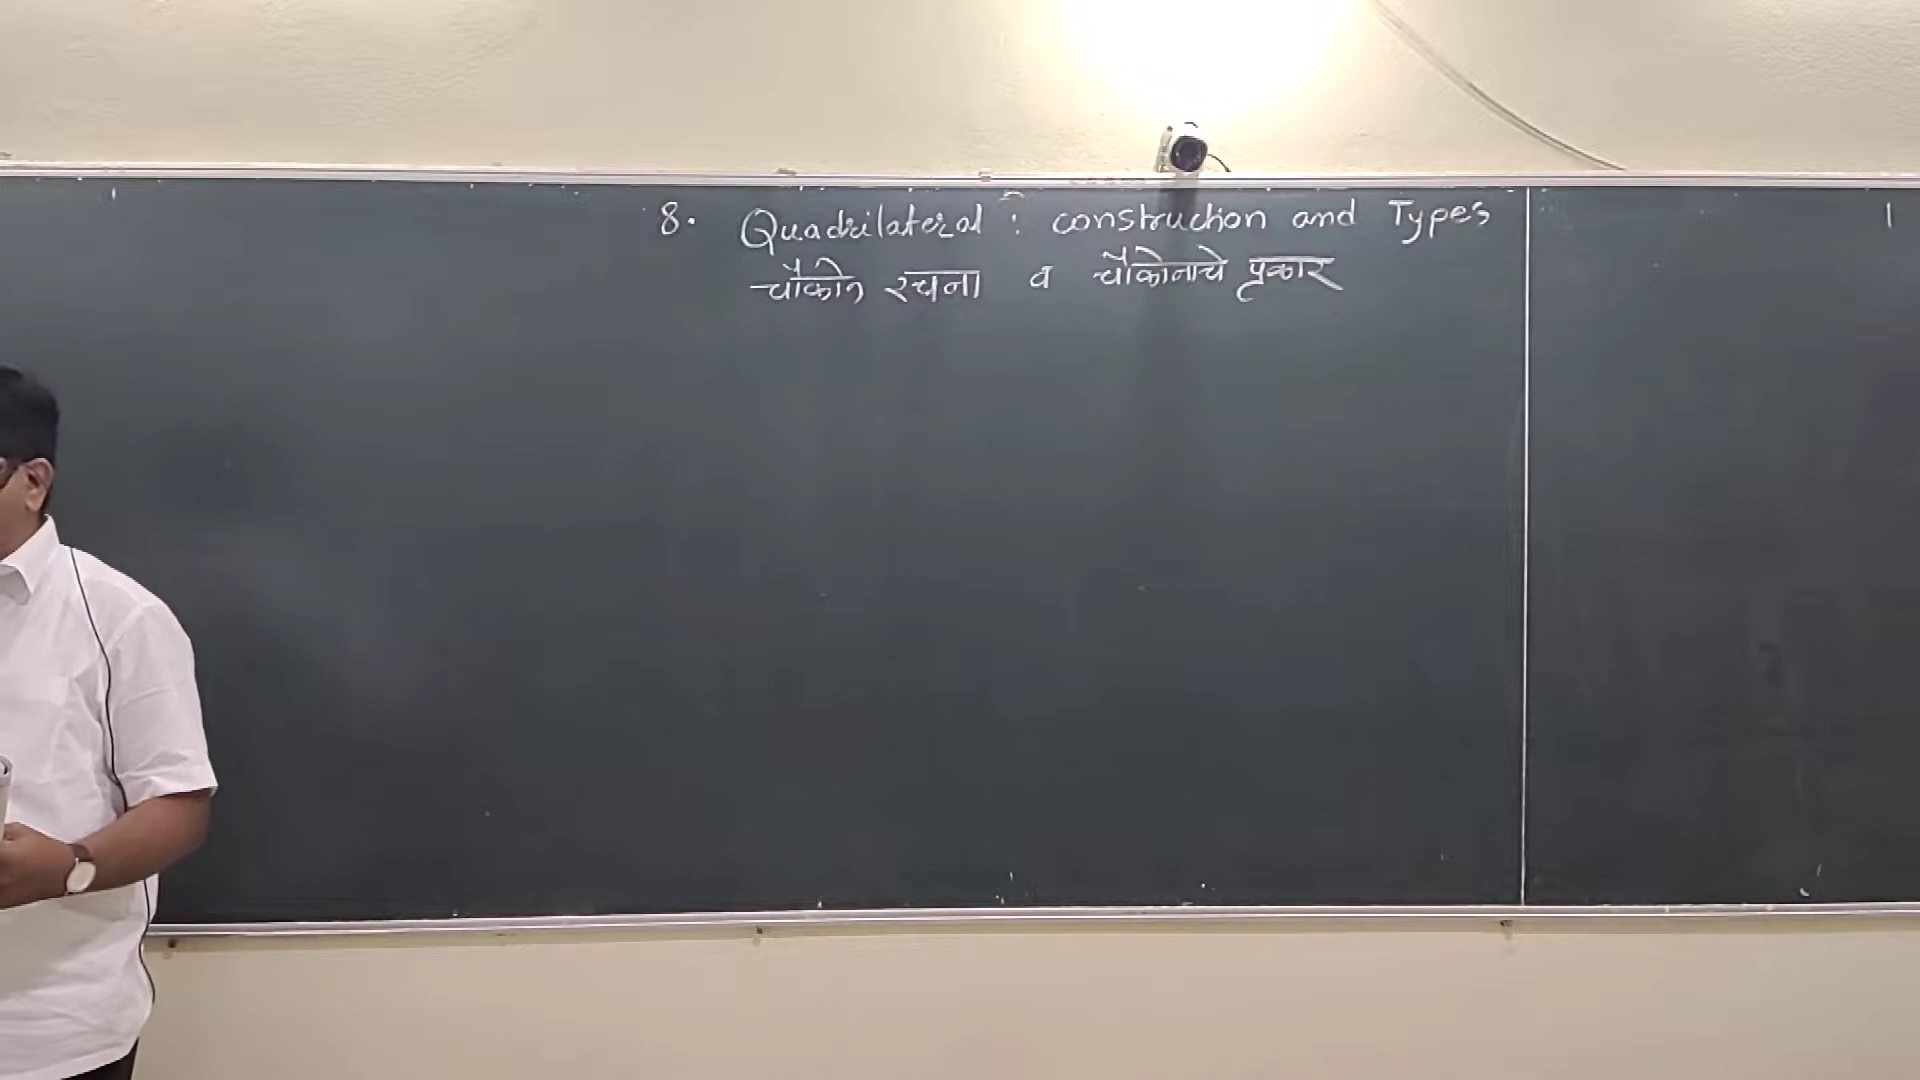 8. Quadrilateral : construction and Types
चौकोन रचना व चौकोनाचे प्रकार